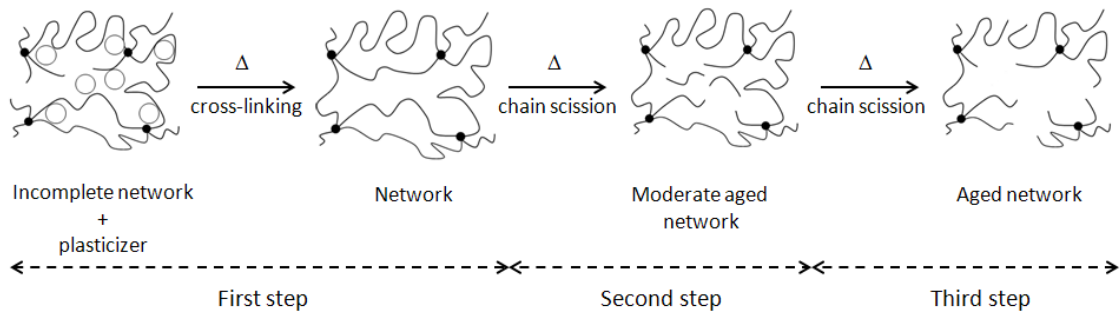 Δ
cross-linking
Δ
chain scission
Δ
chain scission
Incomplete network
+
plasticizer
Network
Moderate aged
network
Aged network
First step
Second step
Third step